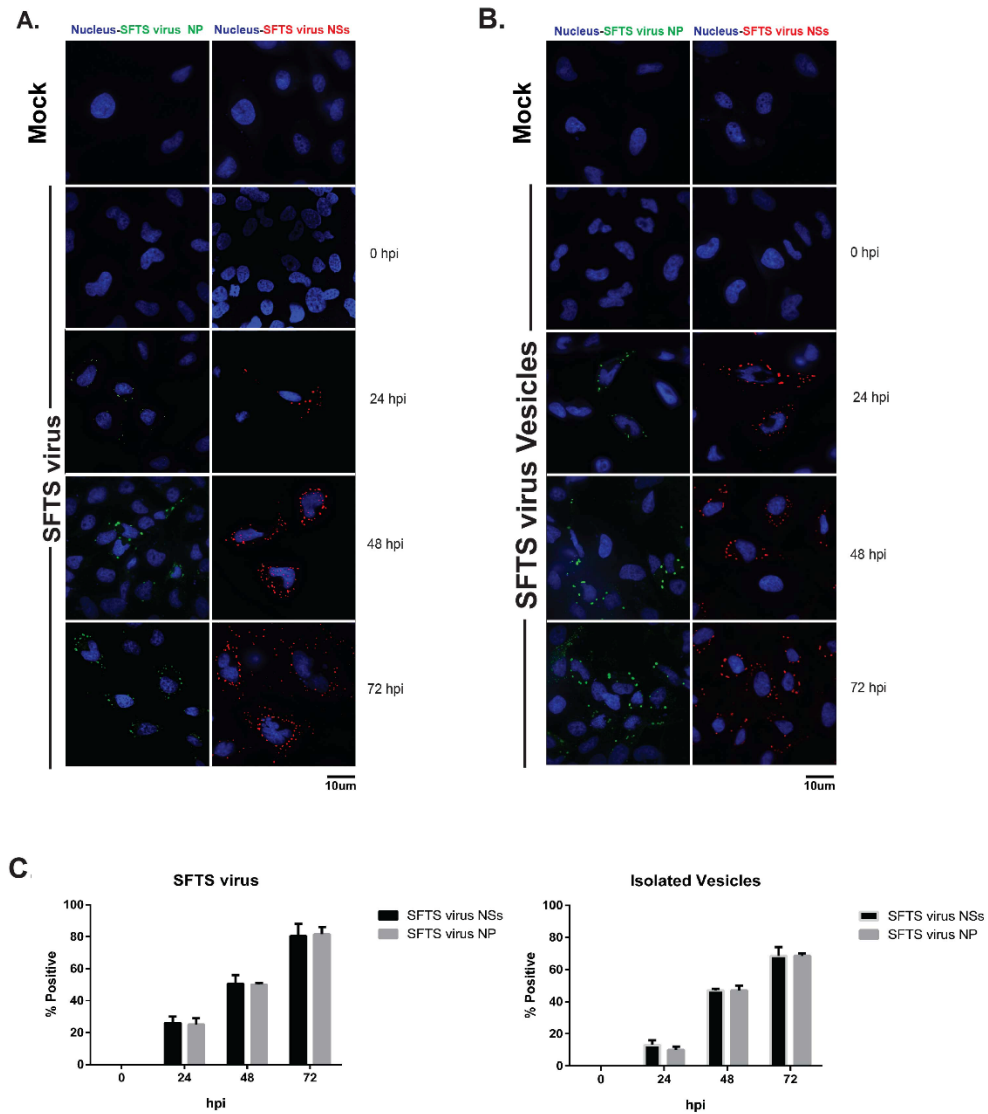 A.
Nucleus-SFTS virus NP
Nucleus-SFTS virus NSs
Mock
SFTS virus
0 hpi
24 hpi
48 hpi
72 hpi
10um
B.
Nucleus-SFTS virus NP
Nucleus-SFTS virus NSs
Mock
SFTS virus Vesicles
0 hpi
24 hpi
48 hpi
72 hpi
10um
C.
SFTS virus
% Positive
100
80
60
40
20
0
0 24 48 72
hpi
SFTS virus NSs
SFTS virus NP
Isolated Vesicles
% Positive
100
80
60
40
20
0
0 24 48 72
hpi
SFTS virus NSs
SFTS virus NP